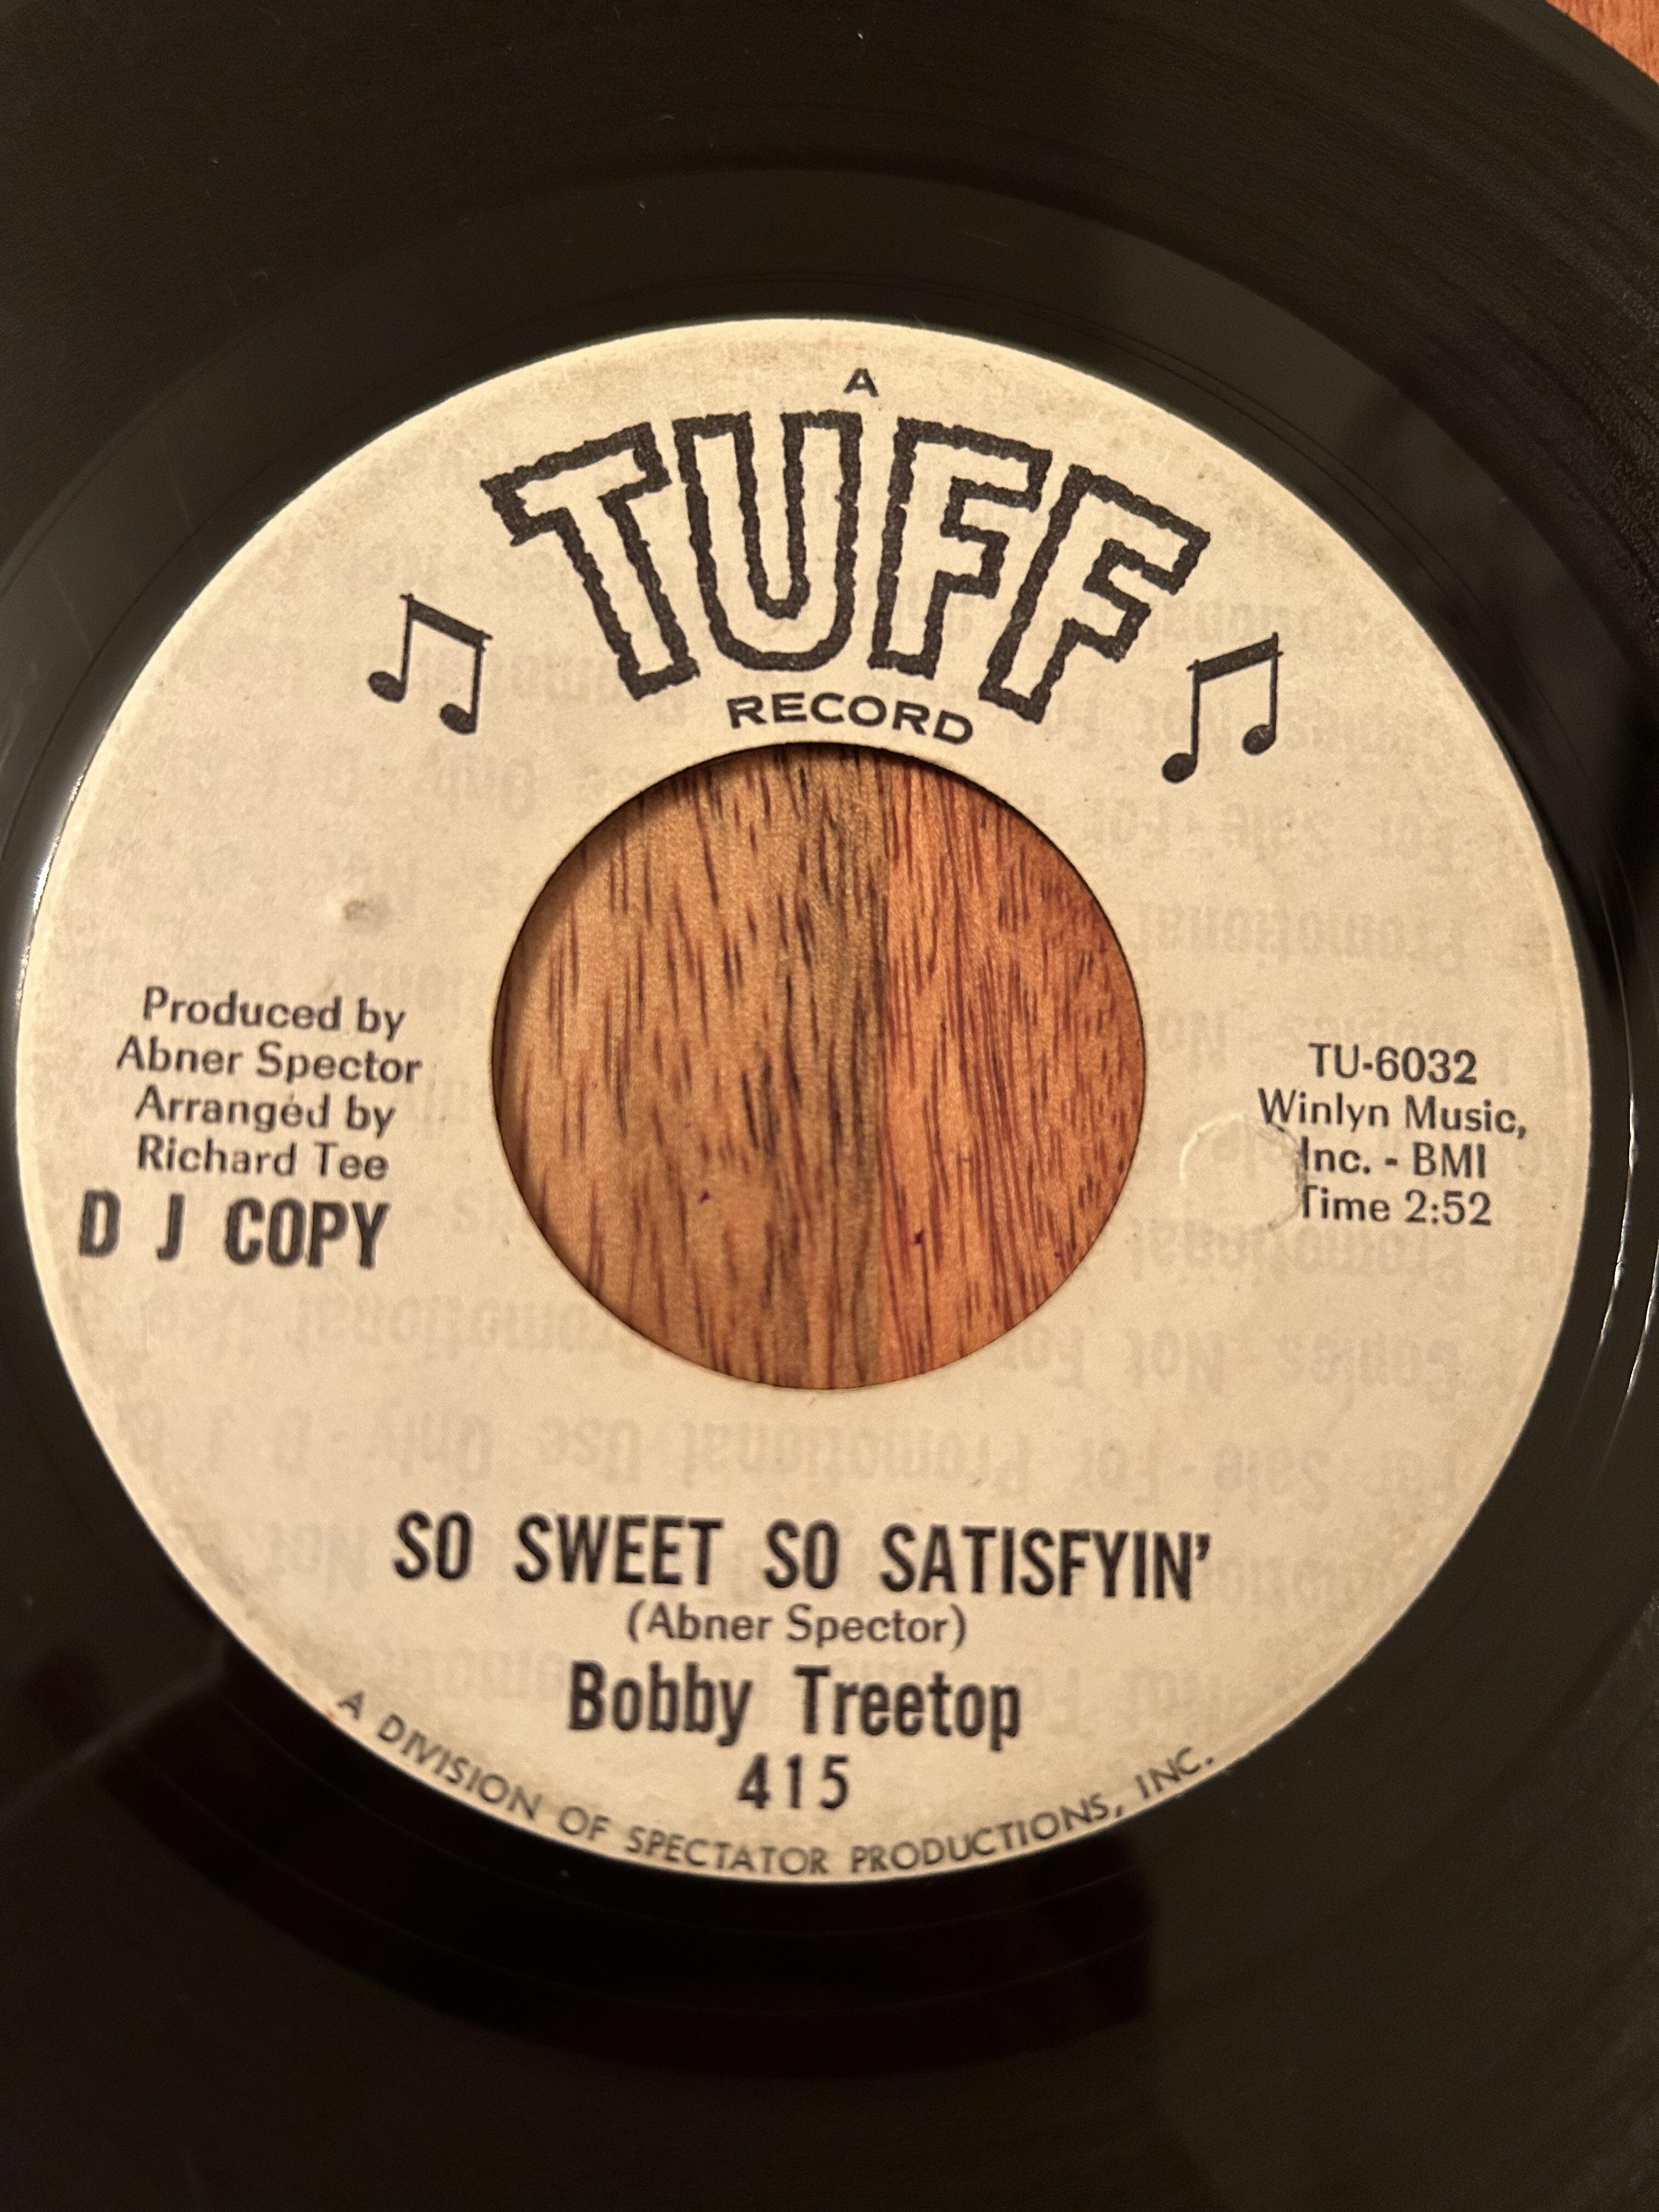 A
TUFF
RECORD
Produced by
Abner Spector
Arranged by
Richard Tee
D J COPY
TU-6032
Winlyn Music,
Inc. - BMI
Time 2:52
SO SWEET SO SATISFYIN’
(Abner Spector)
Bobby Treetop
415
A DIVISION OF SPECTATOR PRODUCTIONS, INC.